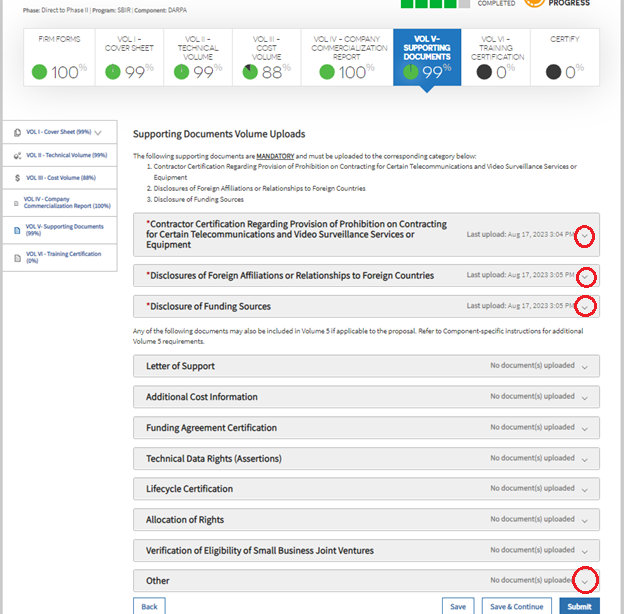 Phase: Direct to Phase II | Program: SBIR | Component: DARPA
COMPLETED
PROGRESS
FIRM FORMS
100%
VOL I -
COVER SHEET
99%
VOL II -
TECHNICAL
VOLUME
99%
VOL III -
COST
VOLUME
88%
VOL IV - COMPANY
COMMERCIALIZATION
REPORT
100%
VOL V-
SUPPORTING
DOCUMENTS
99%
VOL VI -
TRAINING
CERTIFICATION
0%
CERTIFY
0%
VOL I - Cover Sheet (99%)
VOL II - Technical Volume (99%)
VOL III - Cost Volume (88%)
VOL IV - Company
Commercialization Report (100%)
VOL V- Supporting Documents
(99%)
VOL VI - Training Certification
(0%)
Supporting Documents Volume Uploads
The following supporting documents are MANDATORY and must be uploaded to the corresponding category below:
1. Contractor Certification Regarding Provision of Prohibition on Contracting for Certain Telecommunications and Video Surveillance Services or
Equipment
2. Disclosures of Foreign Affiliations or Relationships to Foreign Countries
3. Disclosure of Funding Sources
*Contractor Certification Regarding Provision of Prohibition on Contracting
for Certain Telecommunications and Video Surveillance Services or
Equipment
Last upload: Aug 17, 2023 3:04 PM
*Disclosures of Foreign Affiliations or Relationships to Foreign Countries
Last upload: Aug 17, 2023 3:05 PM
*Disclosure of Funding Sources
Last upload: Aug 17, 2023 3:05 PM
Any of the following documents may also be included in Volume 5 if applicable to the proposal. Refer to Component-specific instructions for additional
Volume 5 requirements.
Letter of Support
No document(s) uploaded
Additional Cost Information
No document(s) uploaded
Funding Agreement Certification
No document(s) uploaded
Technical Data Rights (Assertions)
No document(s) uploaded
Lifecycle Certification
No document(s) uploaded
Allocation of Rights
No document(s) uploaded
Verification of Eligibility of Small Business Joint Ventures
No document(s) uploaded
Other
No document(s) uploaded
Back
Save
Save & Continue
Submit